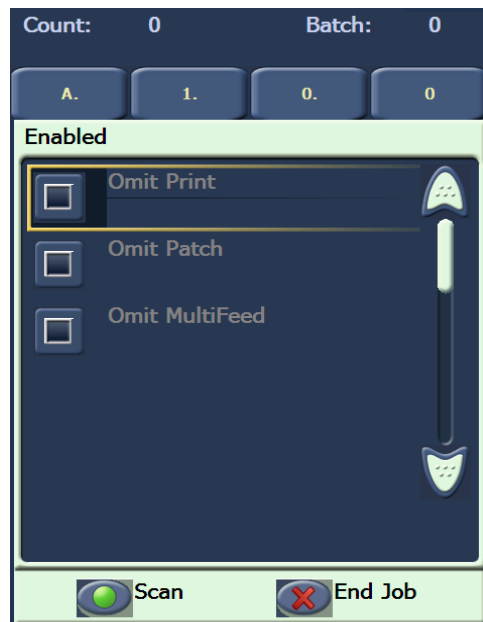 Count: 0 Batch: 0
A. 1. 0. 0
Enabled
Omit Print
Omit Patch
Omit MultiFeed
Scan End Job